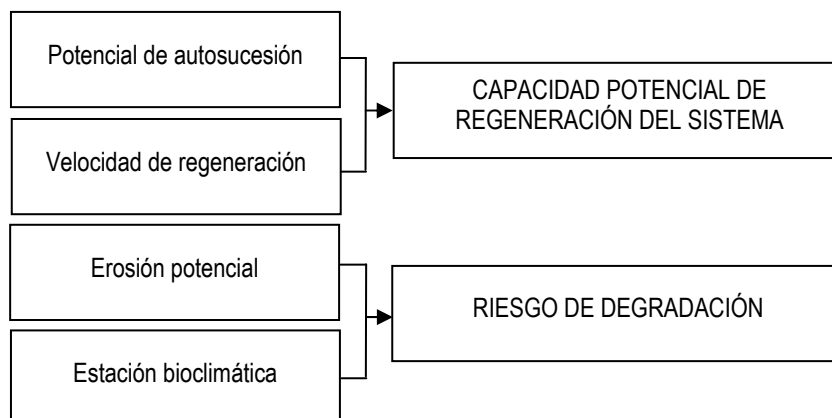 Potencial de autosucesión
Velocidad de regeneración
CAPACIDAD POTENCIAL DE
REGENERACIÓN DEL SISTEMA
Erosión potencial
Estación bioclimática
RIESGO DE DEGRADACIÓN